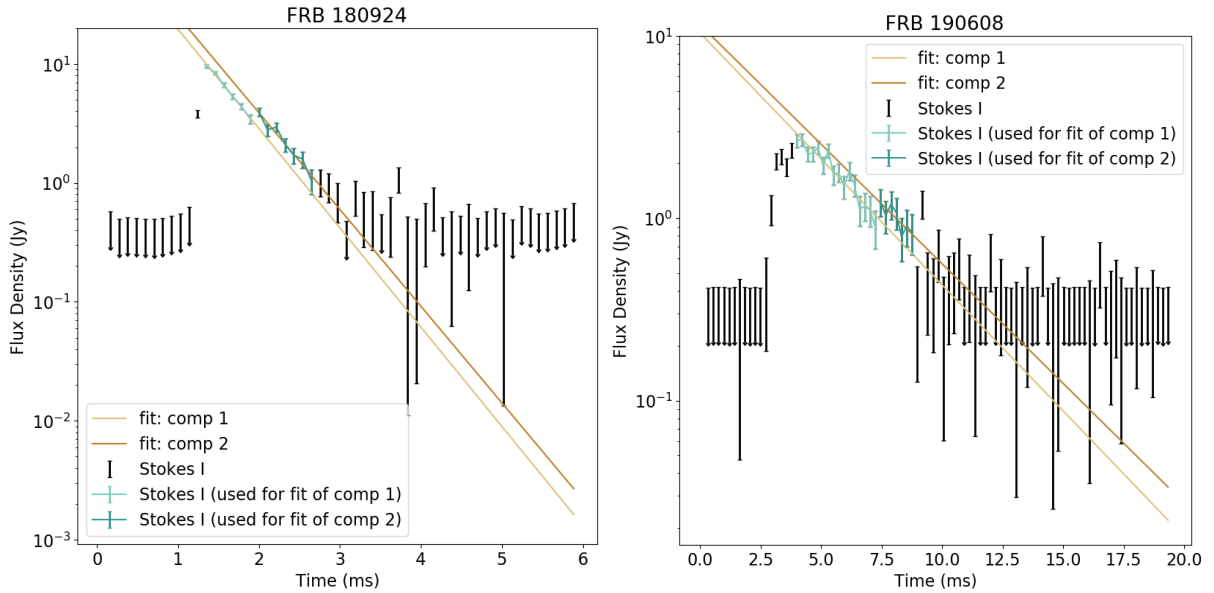 FRB 180924
Flux Density (Jy)
10¹
10⁰
10⁻¹
10⁻²
10⁻³
fit: comp 1
fit: comp 2
Stokes I
Stokes I (used for fit of comp 1)
Stokes I (used for fit of comp 2)
0 1 2 3 4 5 6
Time (ms)
FRB 190608
Flux Density (Jy)
10¹
10⁰
10⁻¹
fit: comp 1
fit: comp 2
Stokes I
Stokes I (used for fit of comp 1)
Stokes I (used for fit of comp 2)
0.0 2.5 5.0 7.5 10.0 12.5 15.0 17.5 20.0
Time (ms)